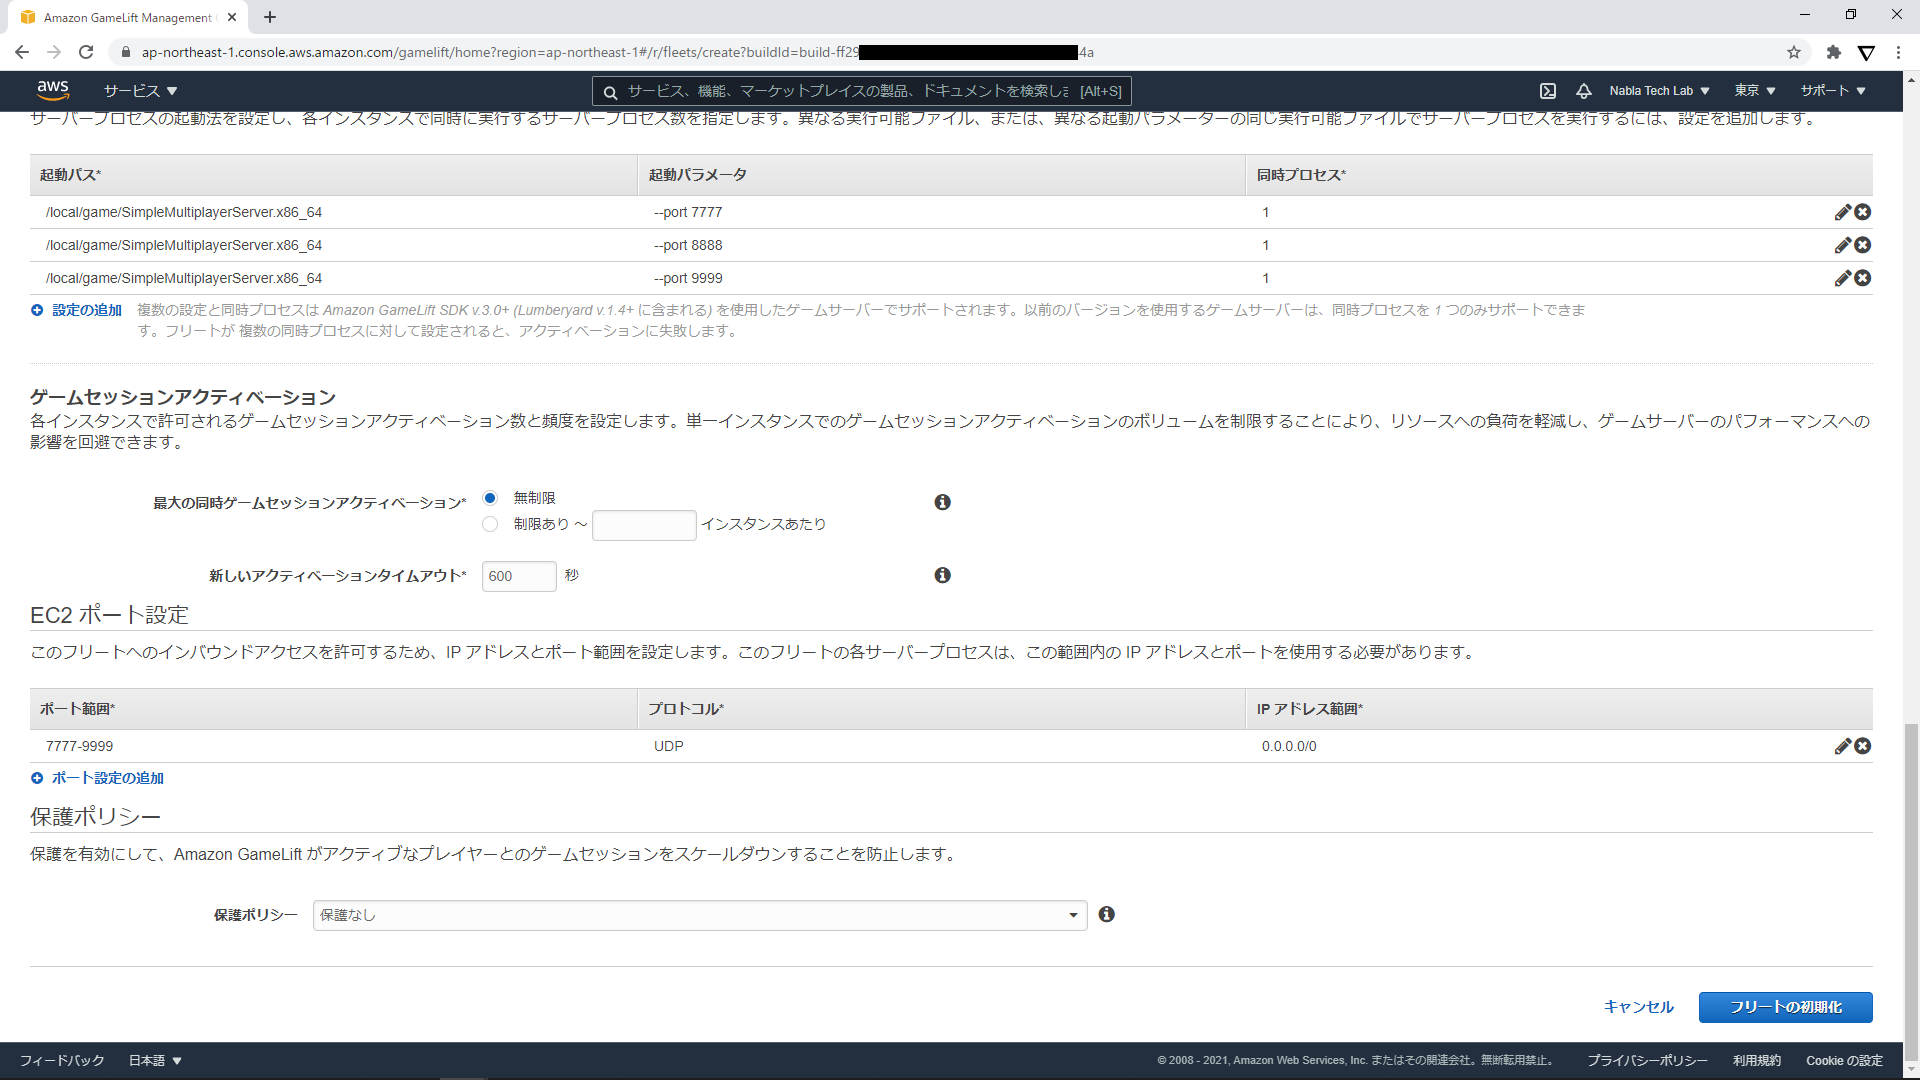 Amazon GameLift Management
ap-northeast-1.console.aws.amazon.com/gamelift/home?region=ap-northeast-1#/r/fleets/create?buildId=build-ff29 4a
aws サービス サービス、機能、マーケットプレイスの製品、ドキュメントを検索しま [Alt+S] Nabla Tech Lab 東京 サポート
サーバープロセスの起動法を設定し、各インスタンスで同時に実行するサーバープロセス数を指定します。異なる実行可能ファイル、または、異なる起動パラメーターの同じ実行可能ファイルでサーバープロセスを実行するには、設定を追加します。
起動パス* 起動パラメータ 同時プロセス*
/local/game/SimpleMultiplayerServer.x86_64 --port 7777 1
/local/game/SimpleMultiplayerServer.x86_64 --port 8888 1
/local/game/SimpleMultiplayerServer.x86_64 --port 9999 1
設定の追加 複数の設定と同時プロセスは Amazon GameLift SDK v.3.0+ (Lumberyard v.1.4+ に含まれる) を使用したゲームサーバーでサポートされます。以前のバージョンを使用するゲームサーバーは、同時プロセスを 1 つのみサポートできま
す。フリートが 複数の同時プロセスに対して設定されると、アクティベーションに失敗します。
ゲームセッションアクティベーション
各インスタンスで許可されるゲームセッションアクティベーション数と頻度を設定します。単一インスタンスでのゲームセッションアクティベーションのボリュームを制限することにより、リソースへの負荷を軽減し、ゲームサーバーのパフォーマンスへの
影響を回避できます。
最大の同時ゲームセッションアクティベーション* 無制限
制限あり ～ インスタンスあたり
新しいアクティベーションタイムアウト* 600 秒
EC2 ポート設定
このフリートへのインバウンドアクセスを許可するため、IP アドレスとポート範囲を設定します。このフリートの各サーバープロセスは、この範囲内の IP アドレスとポートを使用する必要があります。
ポート範囲* プロトコル* IP アドレス範囲*
7777-9999 UDP 0.0.0.0/0
ポート設定の追加
保護ポリシー
保護を有効にして、Amazon GameLift がアクティブなプレイヤーとのゲームセッションをスケールダウンすることを防止します。
保護ポリシー 保護なし
キャンセル フリートの初期化
フィードバック 日本語 © 2008 - 2021, Amazon Web Services, Inc. またはその関連会社。無断転用禁止。 プライバシーポリシー 利用規約 Cookie の設定